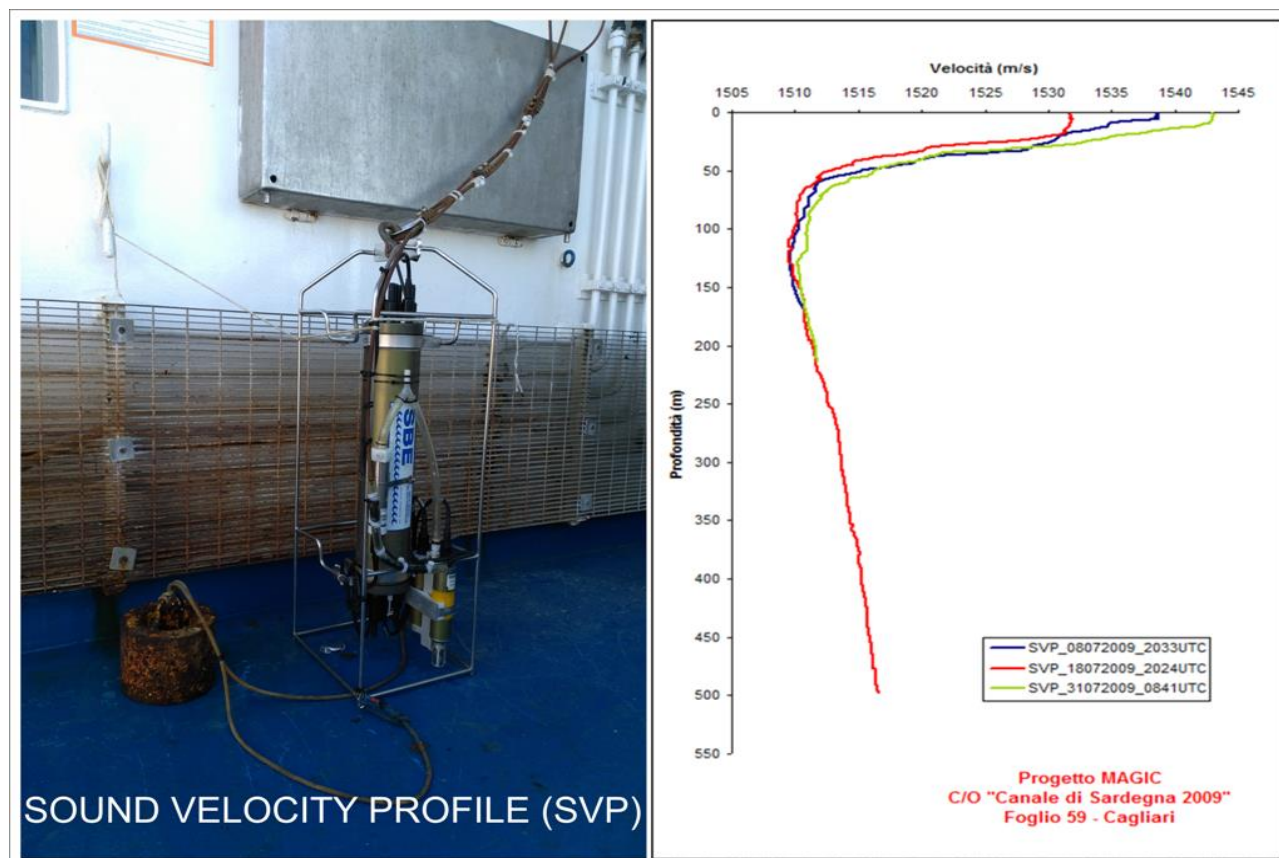 SBE
SOUND VELOCITY PROFILE (SVP)
Velocità (m/s)
1505 1510 1515 1520 1525 1530 1535 1540 1545
0
50
100
150
200
250
300
350
400
450
500
550
Profondità (m)
SVP_08072009_2033UTC
SVP_18072009_2024UTC
SVP_31072009_0841UTC
Progetto MAGIC
C/O "Canale di Sardegna 2009"
Foglio 59 - Cagliari